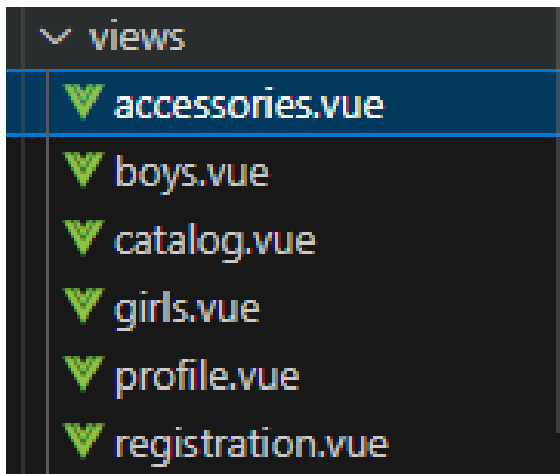 views
accessories.vue
boys.vue
catalog.vue
girls.vue
profile.vue
registration.vue